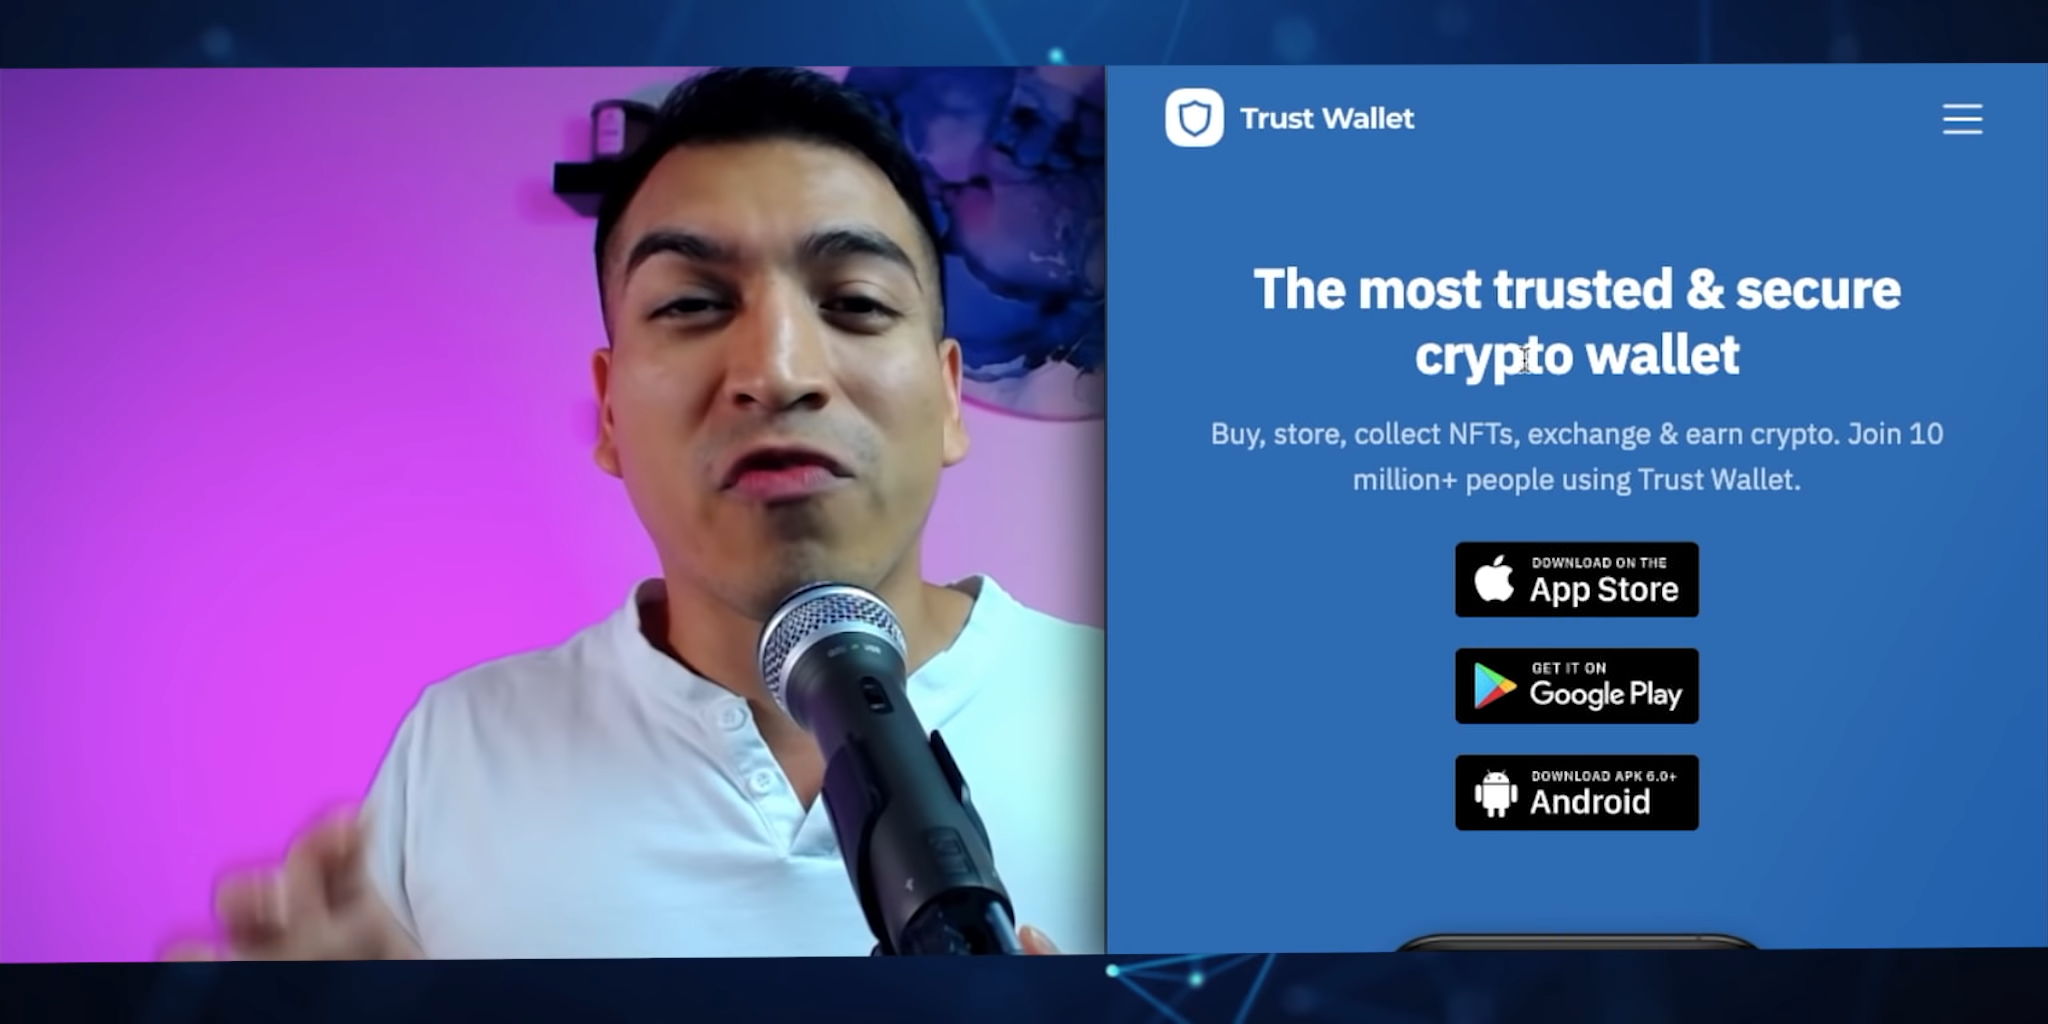 Trust Wallet
The most trusted & secure
crypto wallet
Buy, store, collect NFTs, exchange & earn crypto. Join 10
million+ people using Trust Wallet.
DOWNLOAD ON THE
App Store
GET IT ON
Google Play
DOWNLOAD APK 6.0+
Android